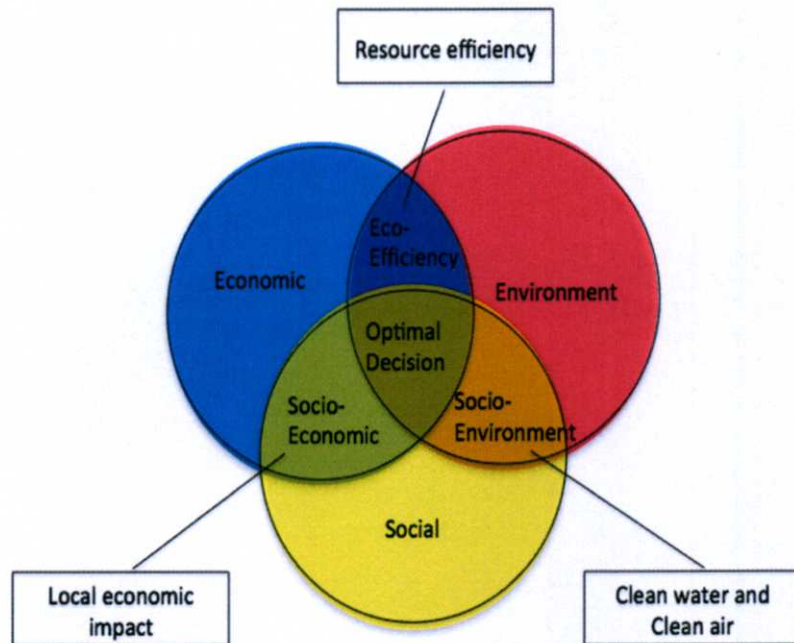 Resource efficiency
Eco-
Efficiency
Economic
Environment
Optimal
Decision
Socio-
Economic
Socio-
Environment
Social
Local economic
impact
Clean water and
Clean air